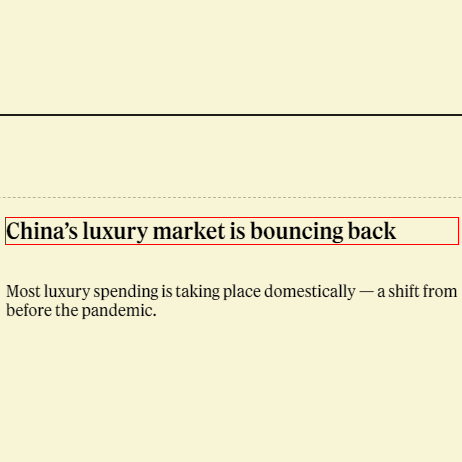 China’s luxury market is bouncing back
Most luxury spending is taking place domestically — a shift from
before the pandemic.